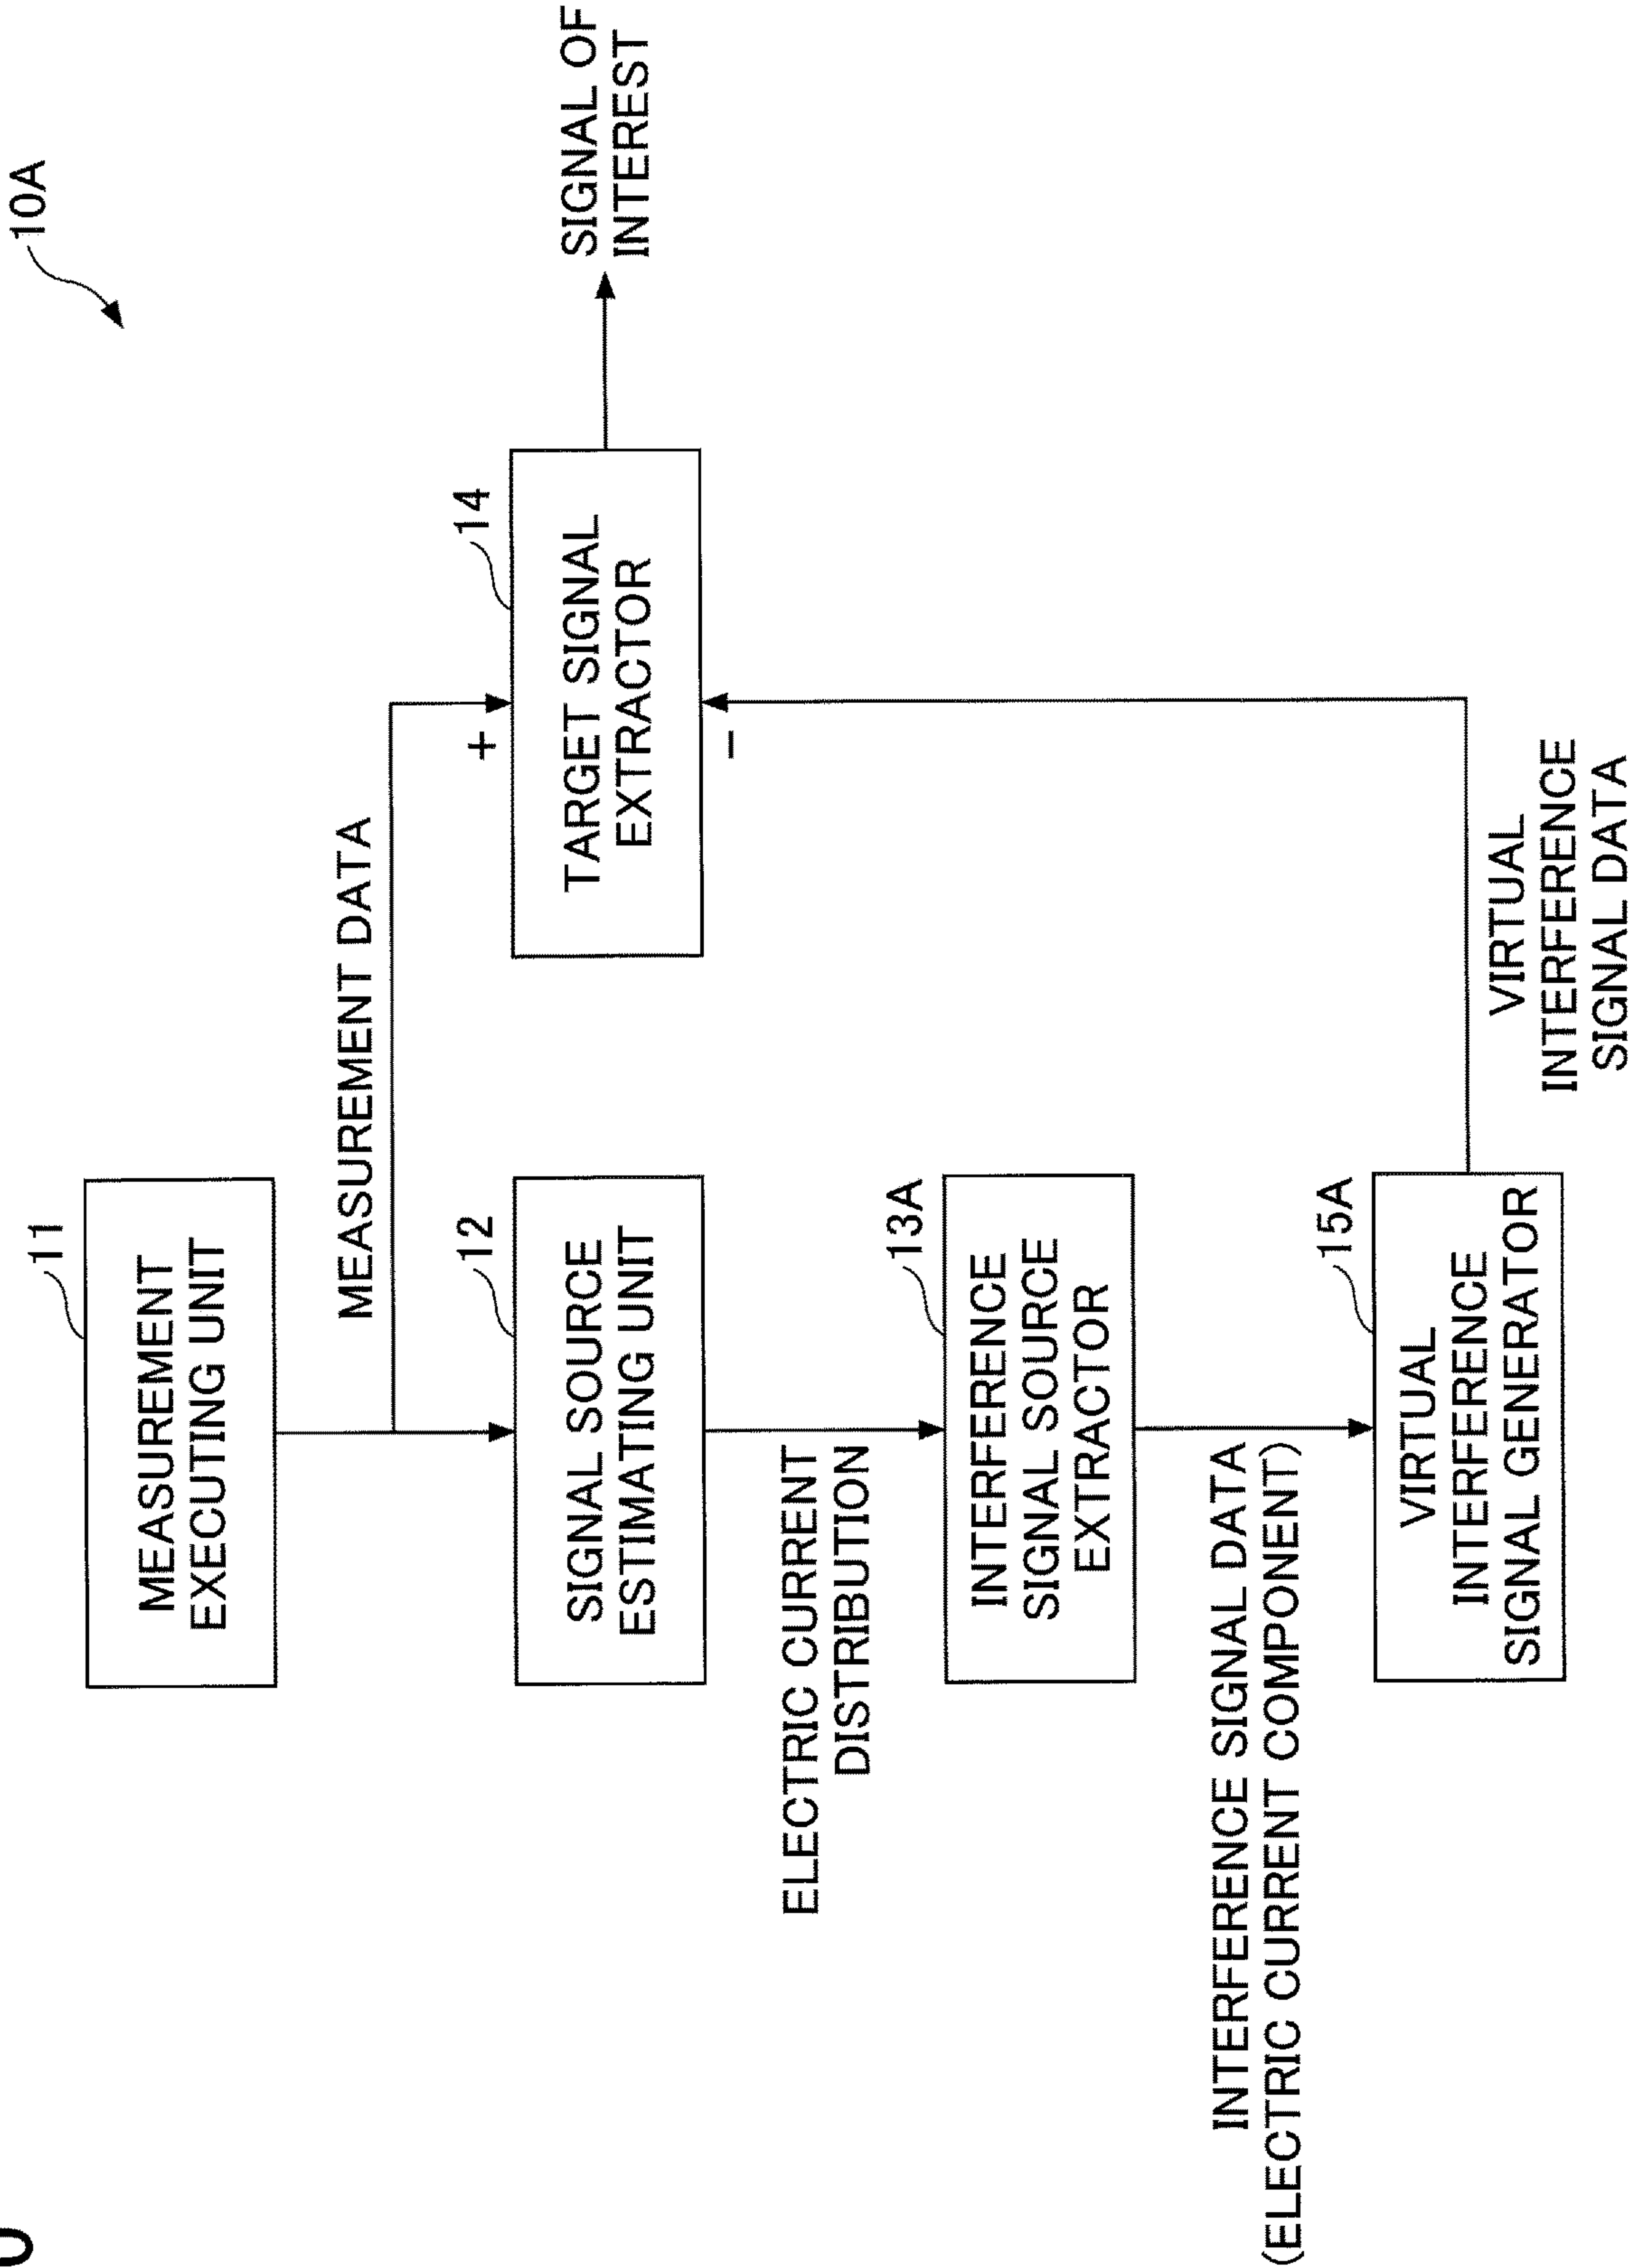 10A
11
MEASUREMENT
EXECUTING UNIT
MEASUREMENT DATA
12
SIGNAL SOURCE
ESTIMATING UNIT
+
14
TARGET SIGNAL
EXTRACTOR
−
SIGNAL OF
INTEREST
ELECTRIC CURRENT
DISTRIBUTION
13A
INTERFERENCE
SIGNAL SOURCE
EXTRACTOR
INTERFERENCE SIGNAL DATA
(ELECTRIC CURRENT COMPONENT)
15A
VIRTUAL
INTERFERENCE
SIGNAL GENERATOR
VIRTUAL
INTERFERENCE
SIGNAL DATA